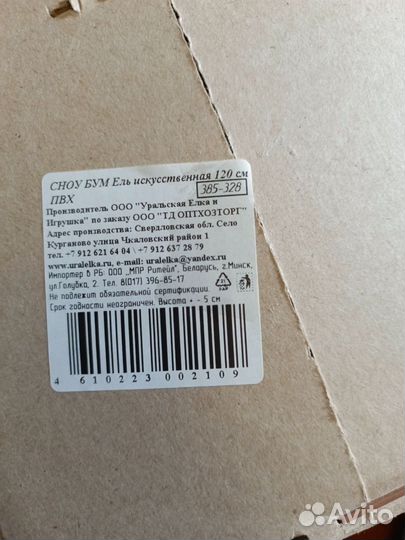 СНОУ БУМ Ель искусственная 120 см
ПВХ
385-328
Производитель ООО "Уральская Елка и
Игрушка" по заказу ООО "ТД ОПТХОЗТОРГ"
Адрес производства: Свердловская обл. Село
Курганово улица Чкаловский район 1
тел. +7 912 621 64 04 \ +7 912 637 28 79
www.uralelka.ru, e-mail: uralelka@yandex.ru
Импортер в РБ: ООО „МПР Ритейл", Беларусь, г.Минск,
ул.Голубка, 2. Тел. 8(017) 396-85-17
Не подлежит обязательной сертификации.
Срок годности неограничен. Высота + - 5 см
4 610223 002109
Avito